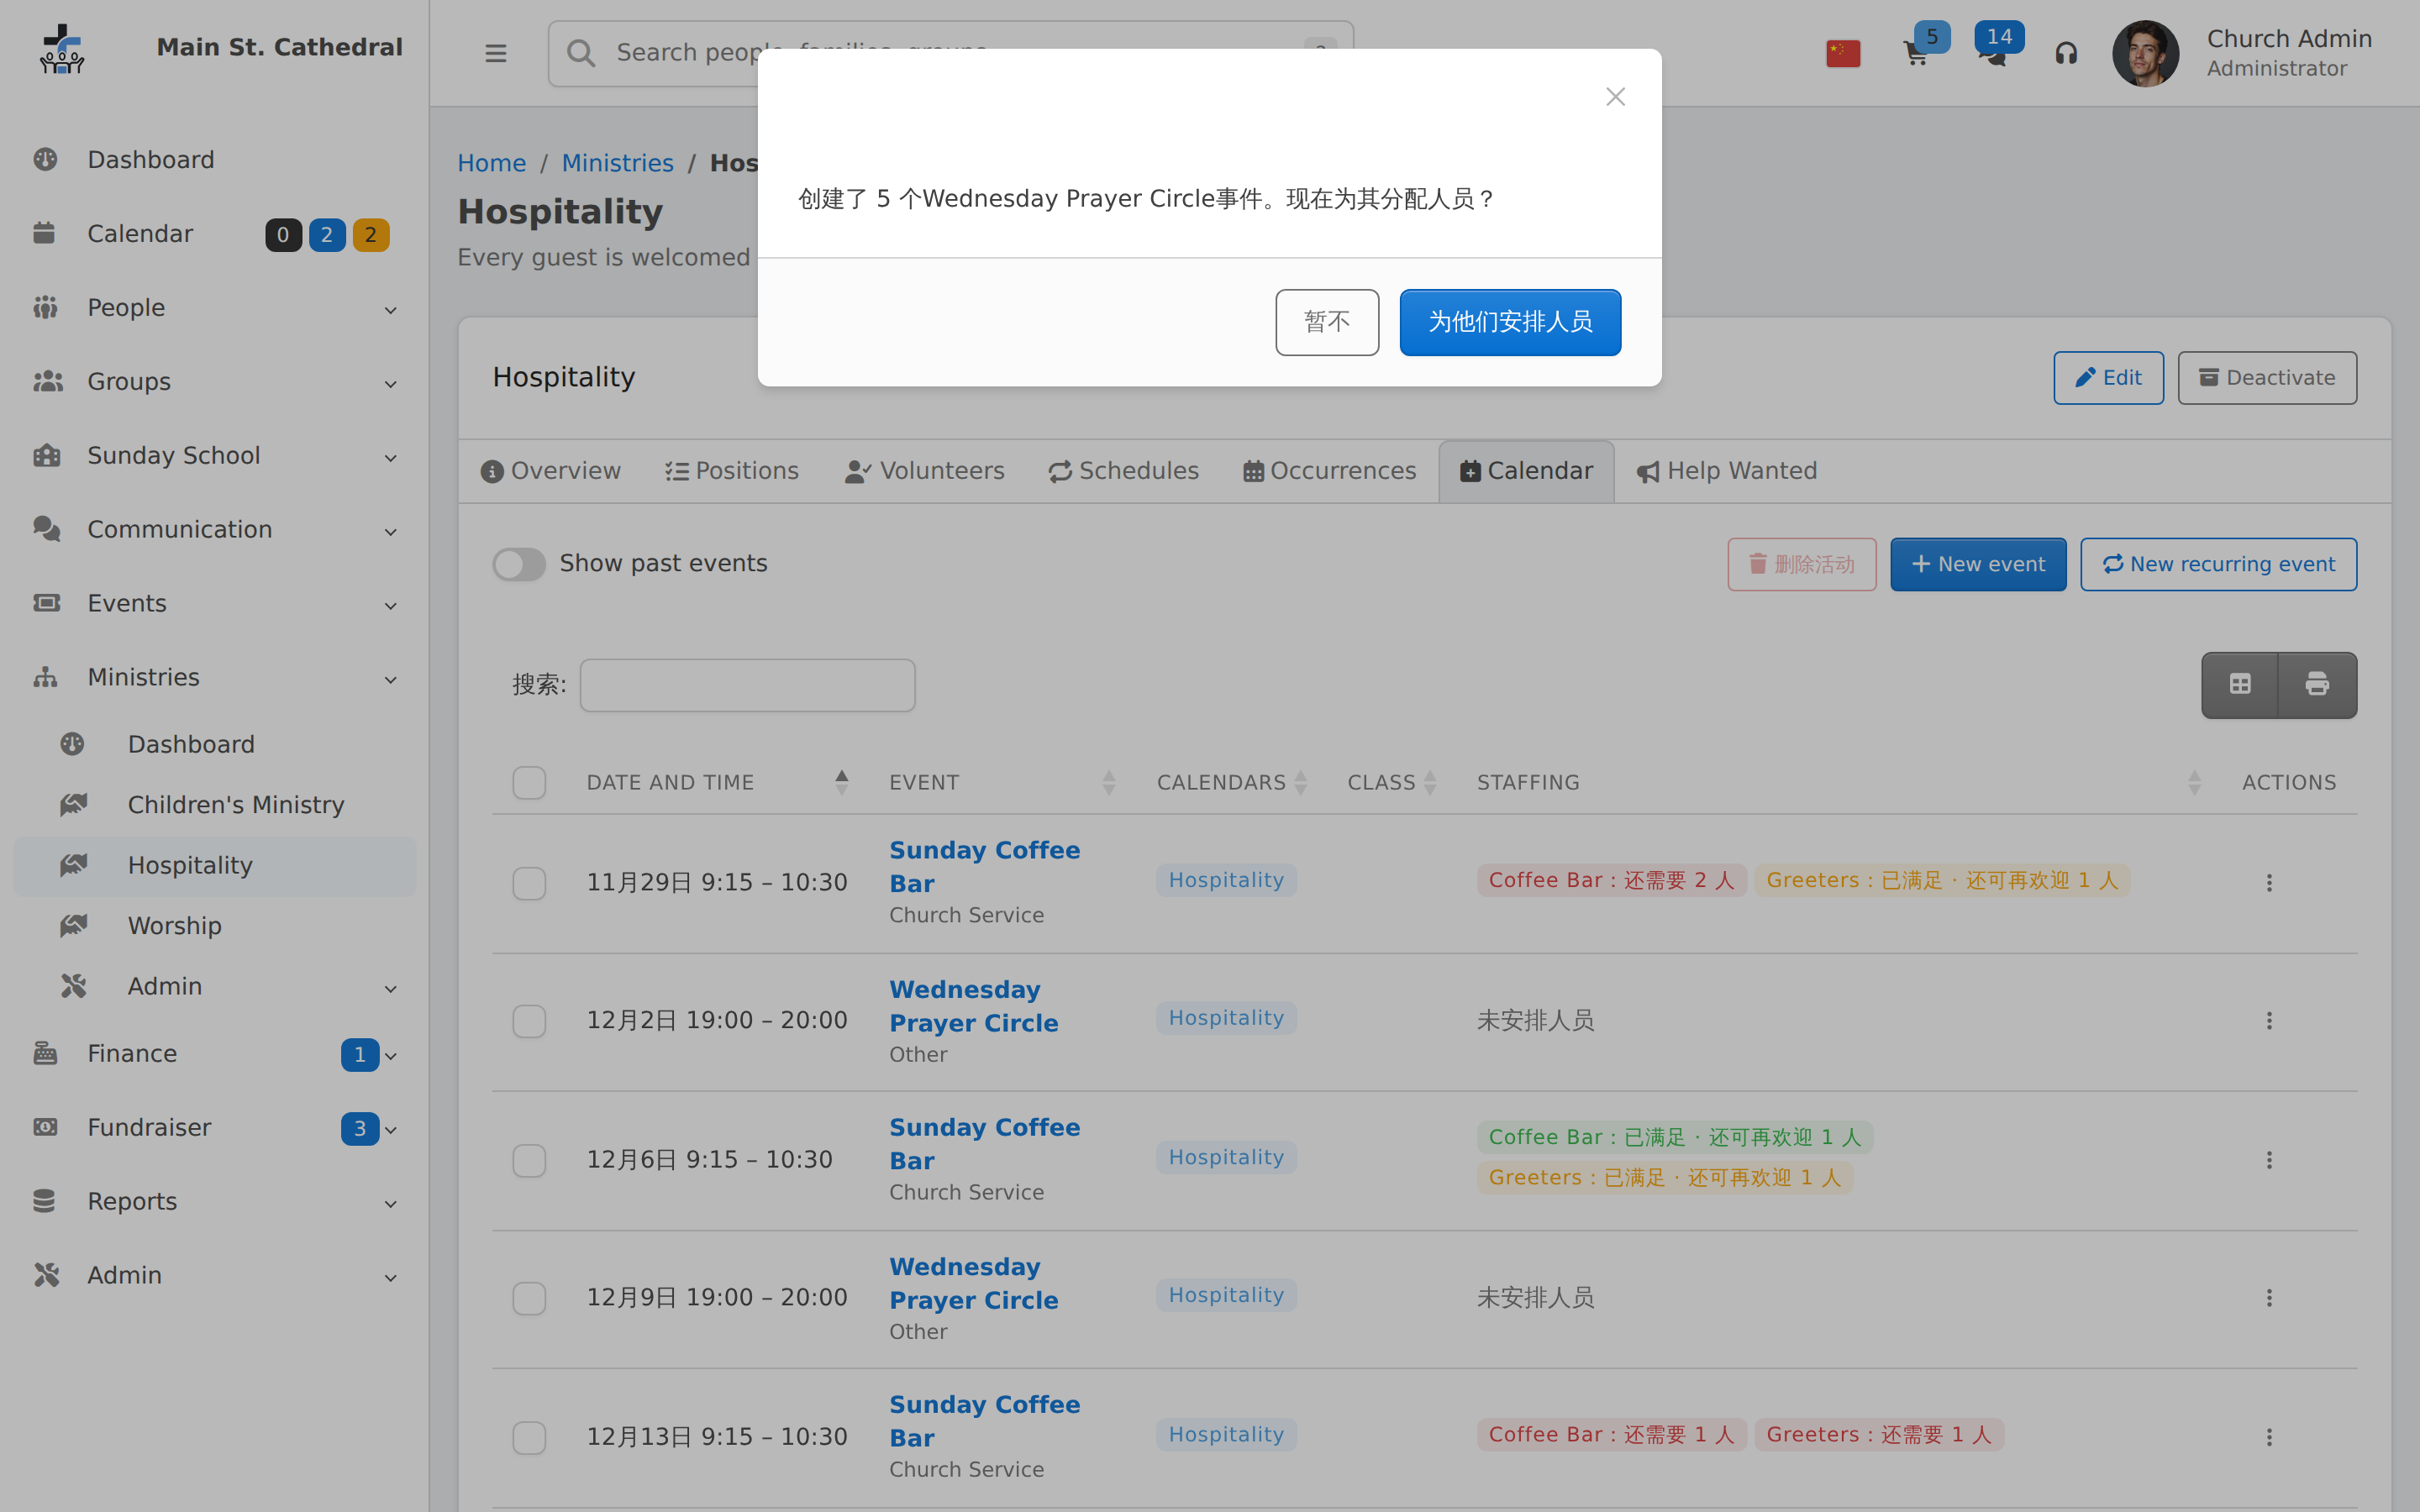 Main St. Cathedral
5
14
Church Admin
Administrator
Dashboard
Calendar
0
2
2
People
Groups
Sunday School
Communication
Events
Ministries
Dashboard
Children's Ministry
Hospitality
Worship
Admin
Finance
1
Fundraiser
3
Reports
Admin
创建了 5 个Wednesday Prayer Circle事件。现在为其分配人员？
暂不
为他们安排人员
Home / Ministries /
Hospitality
Every guest is welcomed
Hospitality
Edit
Deactivate
Overview
Positions
Volunteers
Schedules
Occurrences
Calendar
Help Wanted
Show past events
删除活动
New event
New recurring event
搜索:
DATE AND TIME
EVENT
CALENDARS
CLASS
STAFFING
ACTIONS
11月29日 9:15 – 10:30
Sunday Coffee
Bar
Church Service
Hospitality
Coffee Bar：还需要 2 人
Greeters：已满足 · 还可再欢迎 1 人
12月2日 19:00 – 20:00
Wednesday
Prayer Circle
Other
Hospitality
未安排人员
12月6日 9:15 – 10:30
Sunday Coffee
Bar
Church Service
Hospitality
Coffee Bar：已满足 · 还可再欢迎 1 人
Greeters：已满足 · 还可再欢迎 1 人
12月9日 19:00 – 20:00
Wednesday
Prayer Circle
Other
Hospitality
未安排人员
12月13日 9:15 – 10:30
Sunday Coffee
Bar
Church Service
Hospitality
Coffee Bar：还需要 1 人
Greeters：还需要 1 人